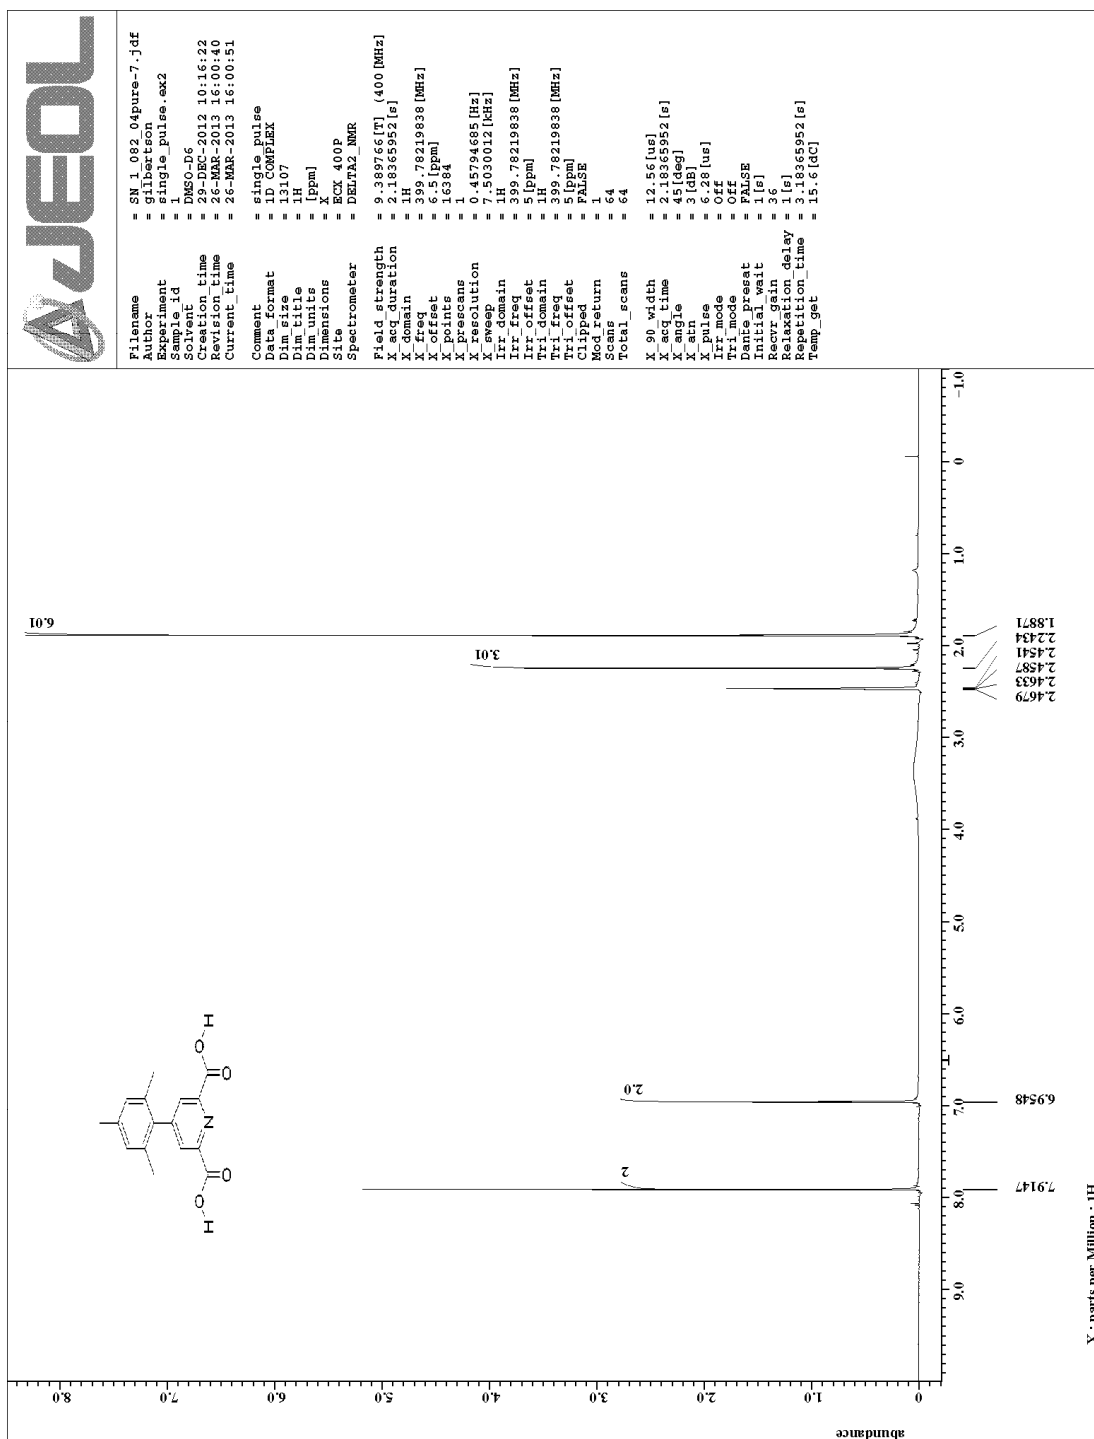 JEOL
Filename = SN_1_082_04pure-7.jdf
Author = gilbertson
Experiment = single_pulse.ex2
Sample_id = 1
Solvent = DMSO-D6
Creation_time = 29-DEC-2012 10:16:22
Revision_time = 26-MAR-2013 16:00:40
Current_time = 26-MAR-2013 16:00:51
Comment = single_pulse
Data_format = 1D COMPLEX
Dim_size = 13107
Dim_title = 1H
Dim_units = [ppm]
Dimensions = X
Site = ECX 400P
Spectrometer = DELTA2_NMR
Field_strength = 9.389766[T] (400[MHz]
X_acq_duration = 2.18365952[s]
X_domain = 1H
X_freq = 399.78219838[MHz]
X_offset = 6.5[ppm]
X_points = 16384
X_prescans = 1
X_resolution = 0.45794685[Hz]
X_sweep = 7.5030012[kHz]
Irr_domain = 1H
Irr_freq = 399.78219838[MHz]
Irr_offset = 5[ppm]
Tri_domain = 1H
Tri_freq = 399.78219838[MHz]
Tri_offset = 5[ppm]
Clipped = FALSE
Mod_return = 1
Scans = 64
Total_scans = 64
X_90_width = 12.56[us]
X_acq_time = 2.18365952[s]
X_angle = 45[deg]
X_atn = 3[dB]
X_pulse = 6.28[us]
Irr_mode = Off
Tri_mode = Off
Dante_presat = FALSE
Initial_wait = 1[s]
Recvr_gain = 36
Relaxation_delay = 1[s]
Repetition_time = 3.18365952[s]
Temp_get = 15.6[dC]
H O O N O O H
abundance
0 1.0 2.0 3.0 4.0 5.0 6.0 7.0 8.0
2 2.0 3.01 6.01
9.0 8.0 7.0 6.0 5.0 4.0 3.0 2.0 1.0 0 -1.0
7.9147
6.9548
2.4679
2.4633
2.4587
2.4541
2.2434
1.8871
X : parts per Million : 1H